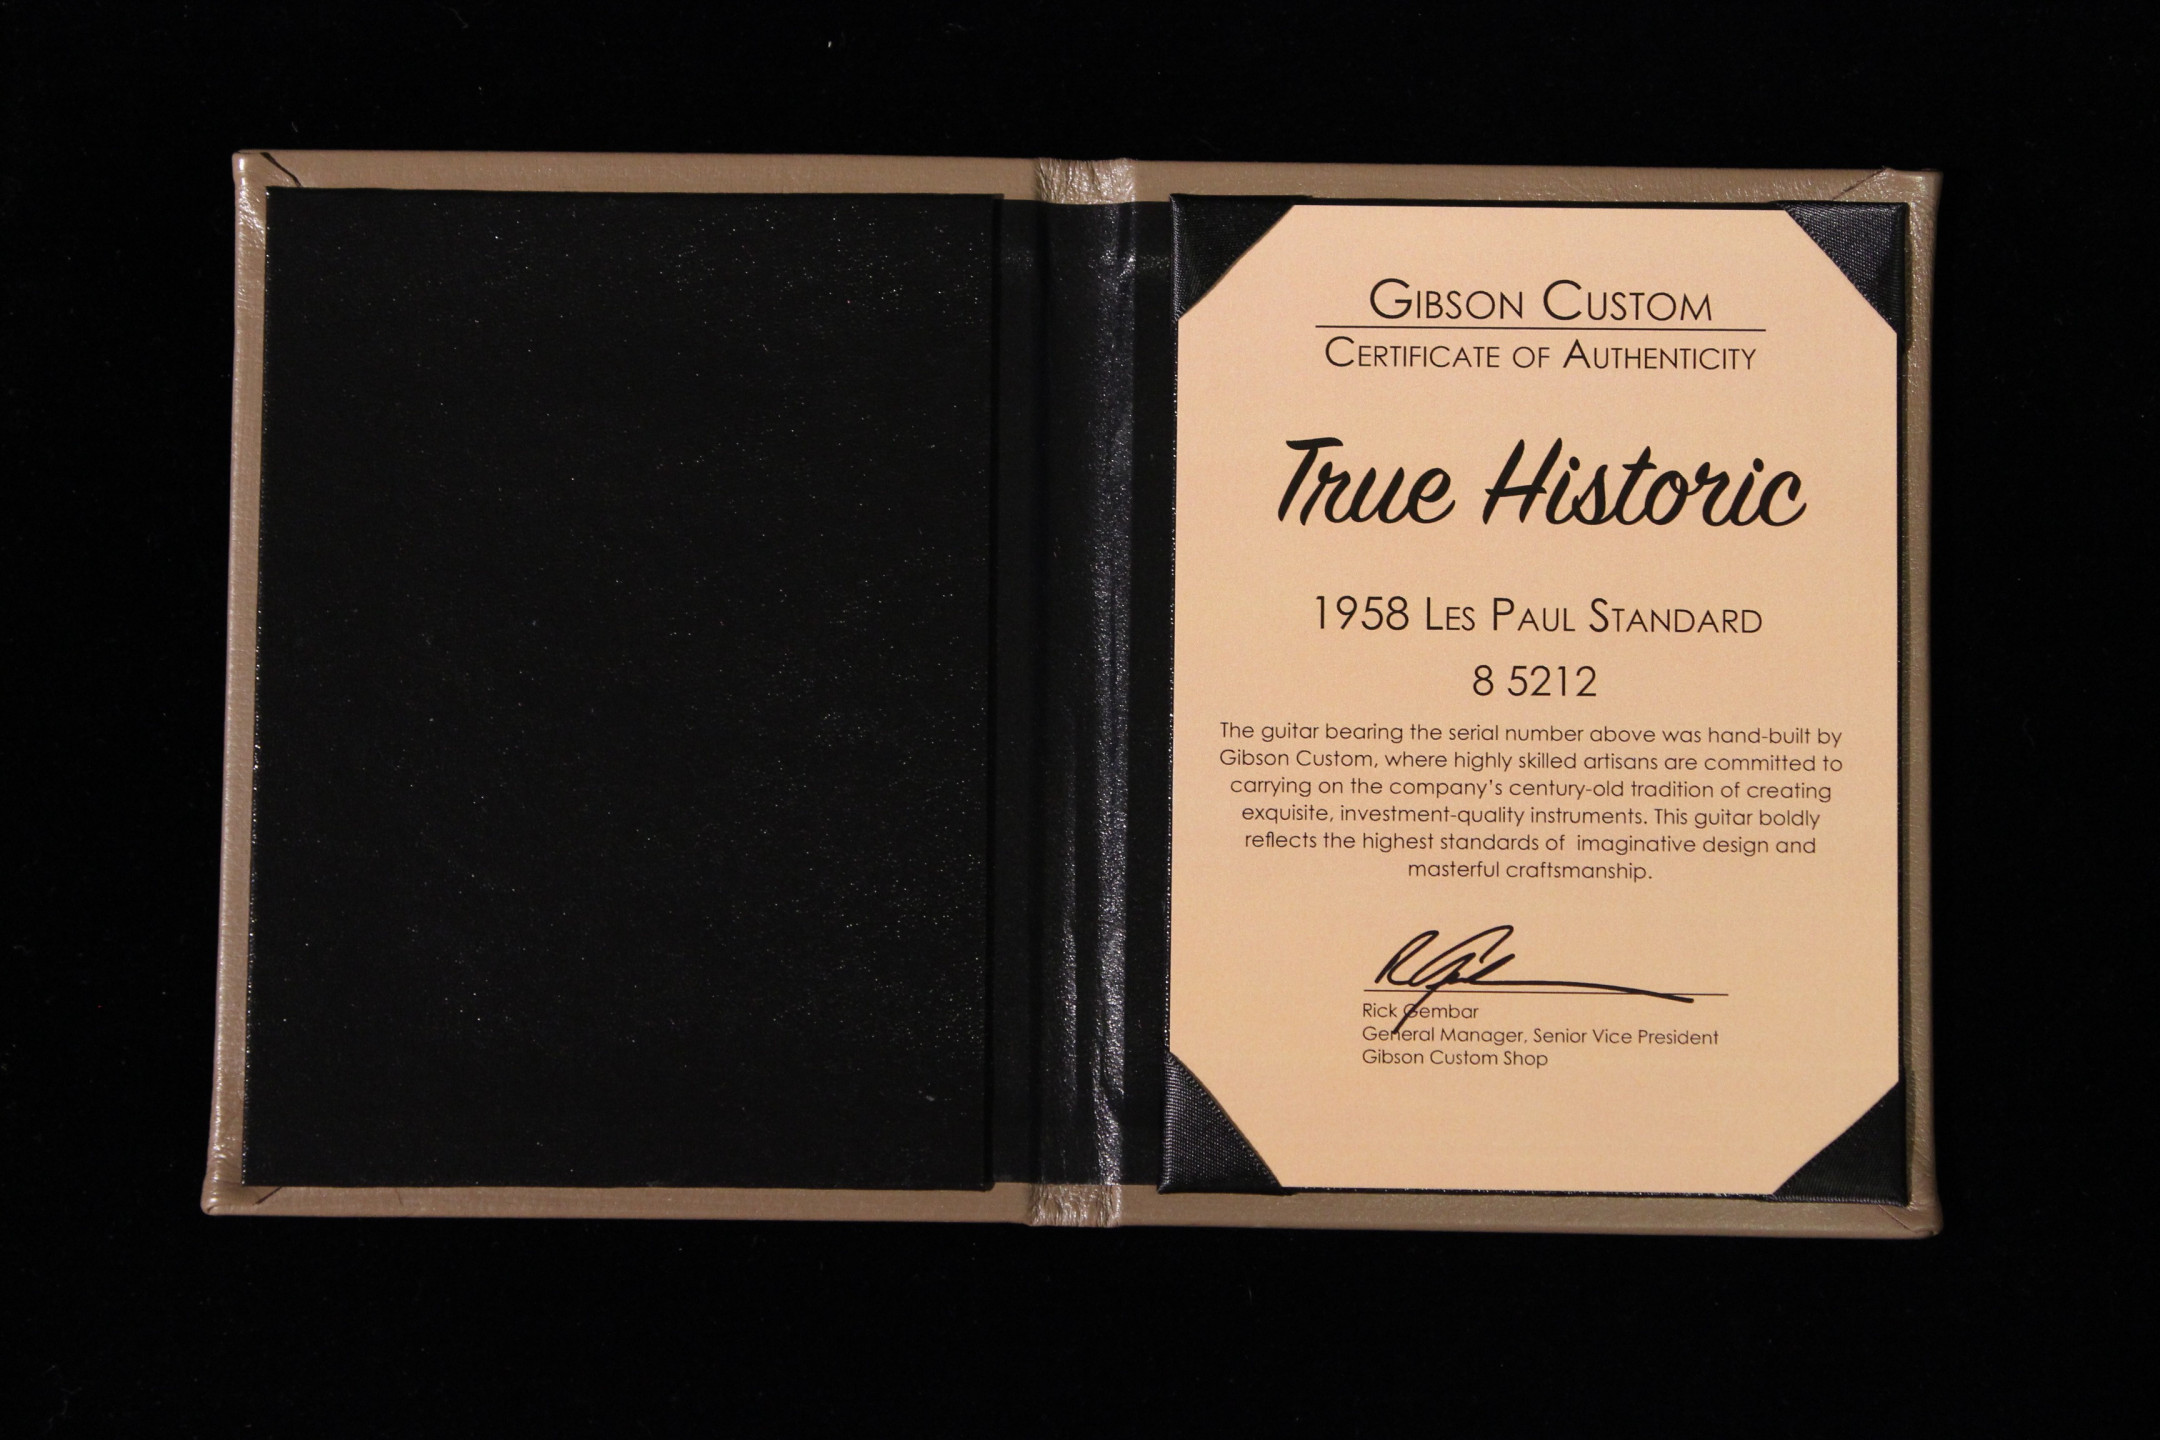 GIBSON CUSTOM
CERTIFICATE OF AUTHENTICITY
True Historic
1958 LES PAUL STANDARD
8 5212
The guitar bearing the serial number above was hand-built by
Gibson Custom, where highly skilled artisans are committed to
carrying on the company's century-old tradition of creating
exquisite, investment-quality instruments. This guitar boldly
reflects the highest standards of imaginative design and
masterful craftsmanship.
Rick Gembar
General Manager, Senior Vice President
Gibson Custom Shop